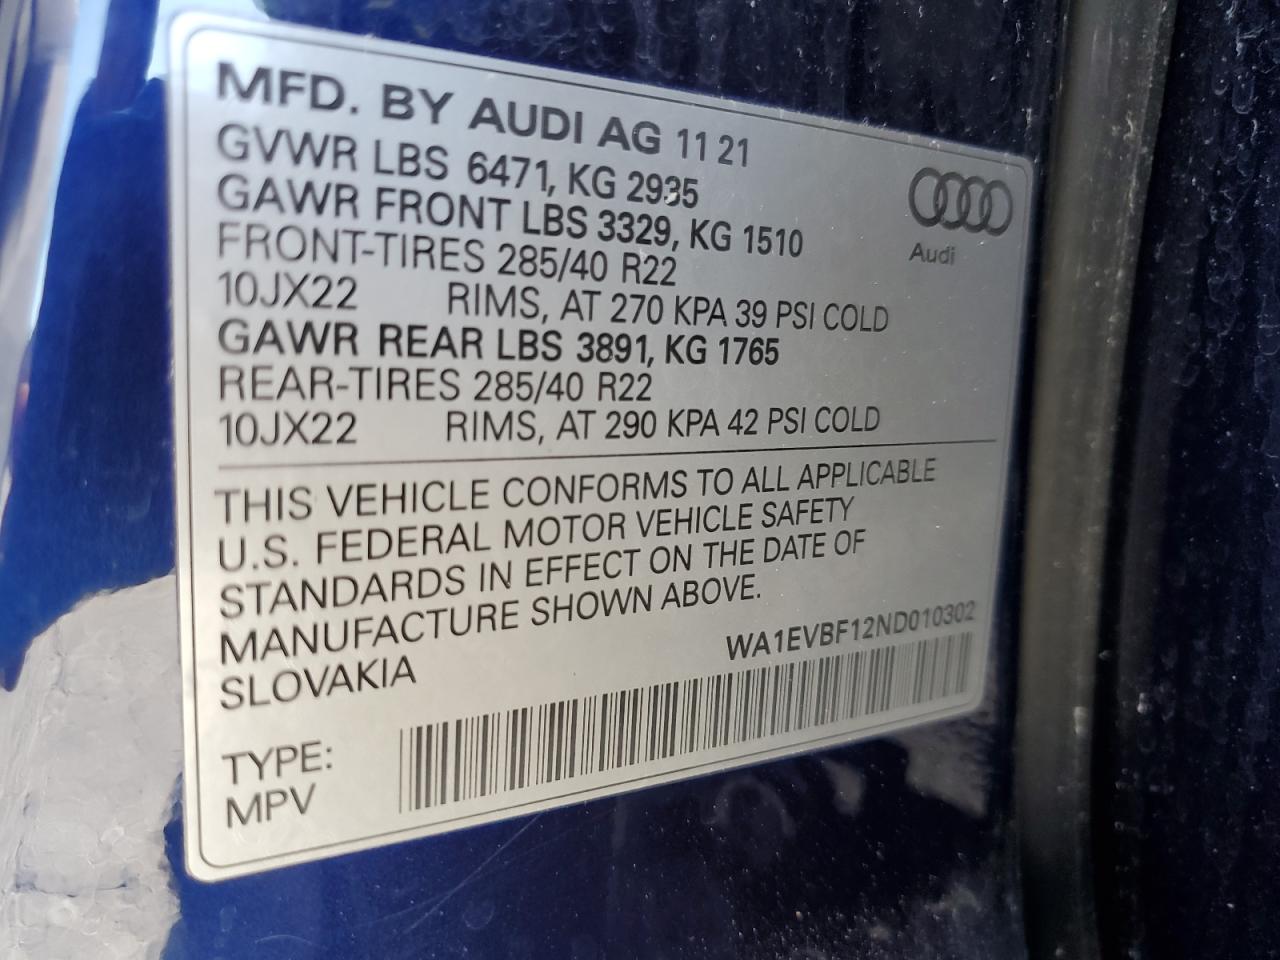 MFD. BY AUDI AG 11 21
GVWR LBS 6471, KG 2935
GAWR FRONT LBS 3329, KG 1510
FRONT-TIRES 285/40 R22
10JX22 RIMS, AT 270 KPA 39 PSI COLD
GAWR REAR LBS 3891, KG 1765
REAR-TIRES 285/40 R22
10JX22 RIMS, AT 290 KPA 42 PSI COLD
Audi
THIS VEHICLE CONFORMS TO ALL APPLICABLE
U.S. FEDERAL MOTOR VEHICLE SAFETY
STANDARDS IN EFFECT ON THE DATE OF
MANUFACTURE SHOWN ABOVE.
SLOVAKIA
WA1EVBF12ND010302
TYPE:
MPV